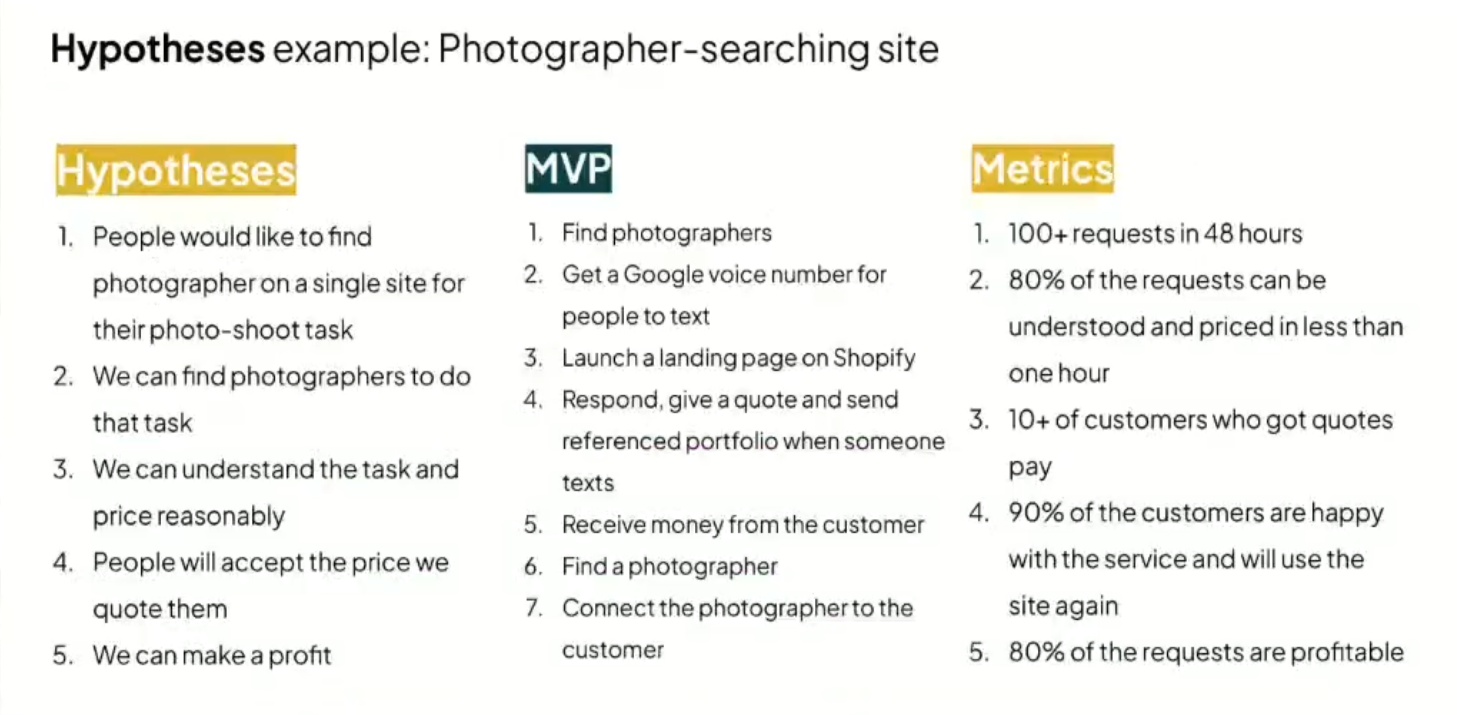 Hypotheses example: Photographer-searching site
Hypotheses
1. People would like to find
photographer on a single site for
their photo-shoot task
2. We can find photographers to do
that task
3. We can understand the task and
price reasonably
4. People will accept the price we
quote them
5. We can make a profit
MVP
1. Find photographers
2. Get a Google voice number for
people to text
3. Launch a landing page on Shopify
4. Respond, give a quote and send
referenced portfolio when someone
texts
5. Receive money from the customer
6. Find a photographer
7. Connect the photographer to the
customer
Metrics
1. 100+ requests in 48 hours
2. 80% of the requests can be
understood and priced in less than
one hour
3. 10+ of customers who got quotes
pay
4. 90% of the customers are happy
with the service and will use the
site again
5. 80% of the requests are profitable